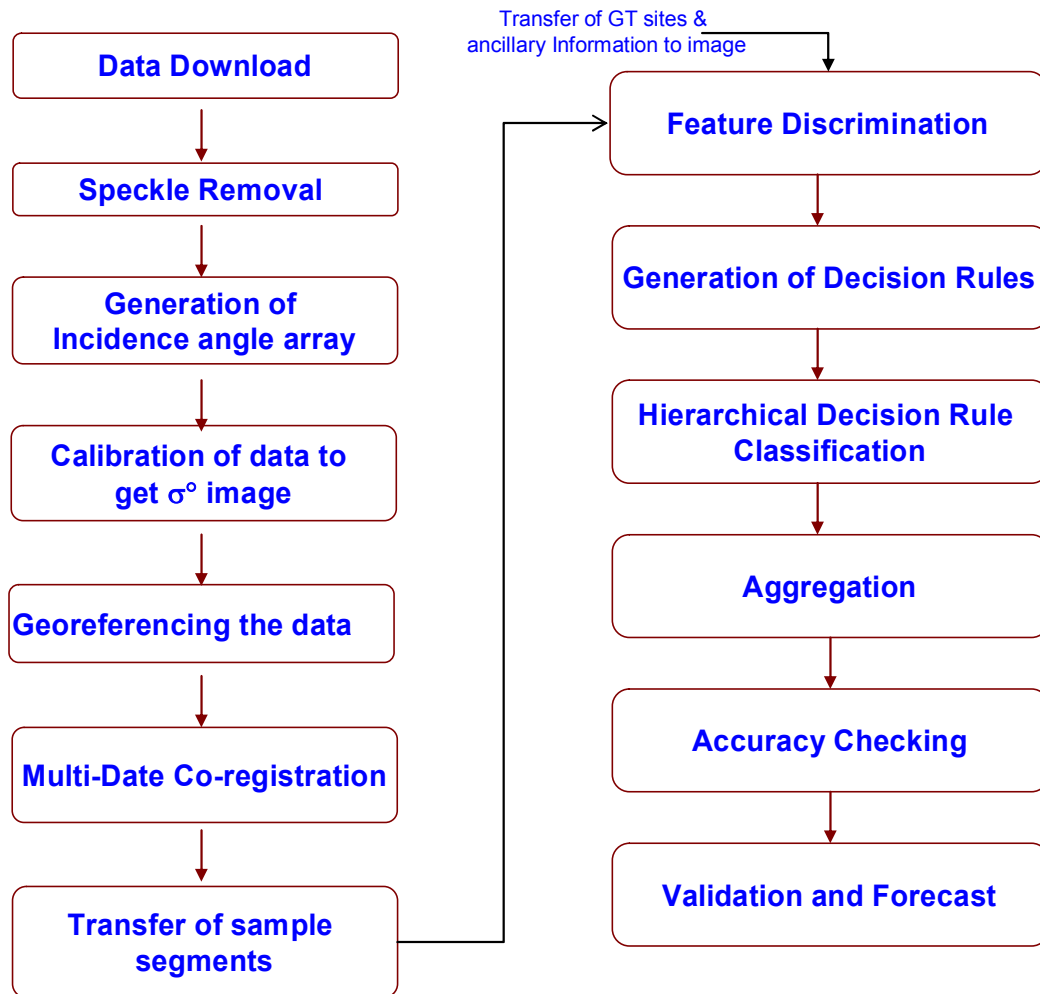 Data Download
Speckle Removal
Generation of
Incidence angle array
Calibration of data to
get σ° image
Georeferencing the data
Multi-Date Co-registration
Transfer of sample
segments
Transfer of GT sites &
ancillary Information to image
Feature Discrimination
Generation of Decision Rules
Hierarchical Decision Rule
Classification
Aggregation
Accuracy Checking
Validation and Forecast